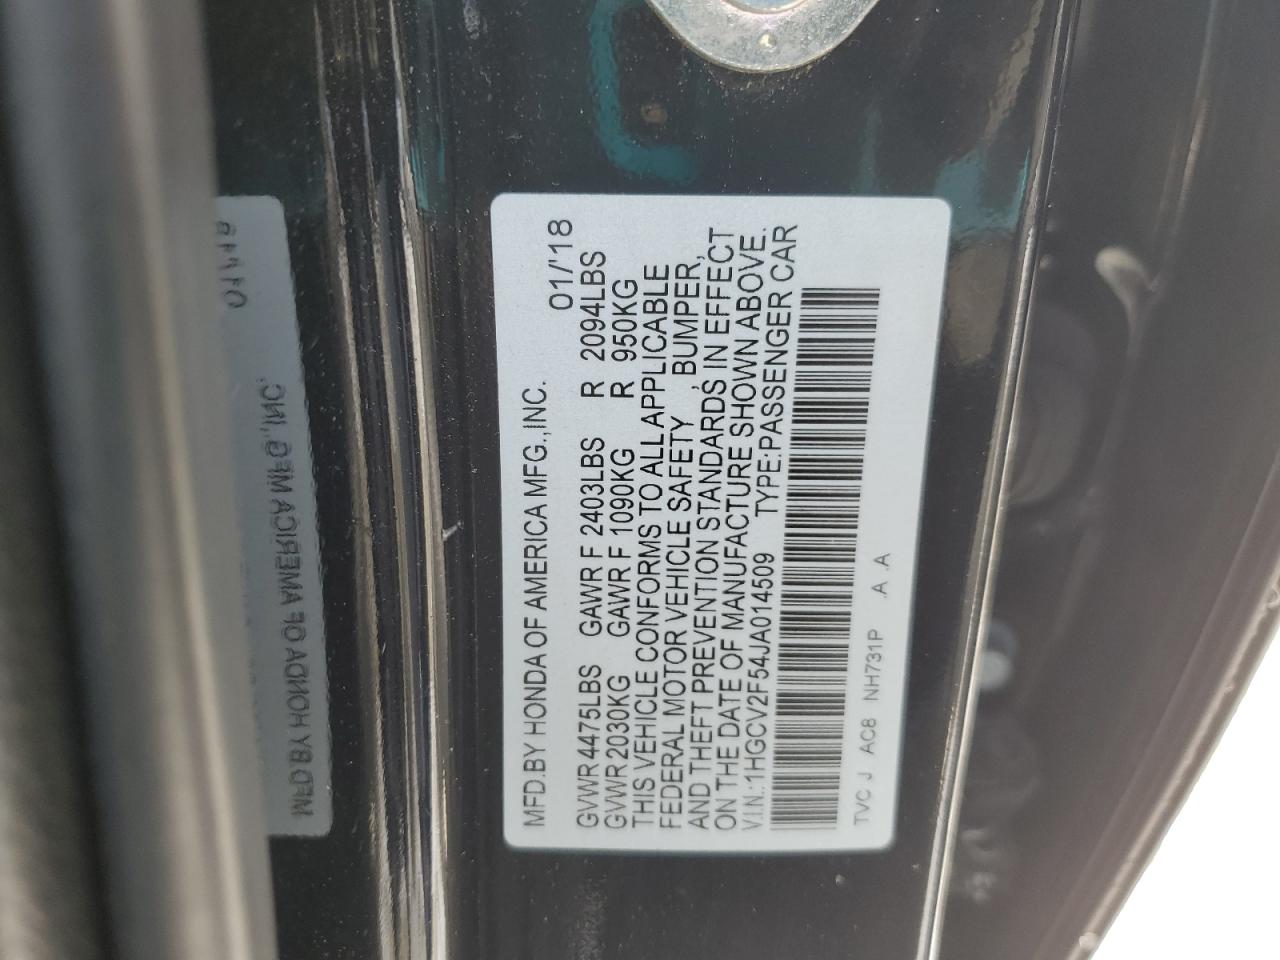 MFD.BY HONDA OF AMERICA MFG.,INC. 01/'18
GVWR 4475LBS GAWR F 2403LBS R 2094LBS
GVWR 2030KG GAWR F 1090KG R 950KG
THIS VEHICLE CONFORMS TO ALL APPLICABLE
FEDERAL MOTOR VEHICLE SAFETY ,BUMPER,
AND THEFT PREVENTION STANDARDS IN EFFECT
ON THE DATE OF MANUFACTURE SHOWN ABOVE.
V.I.N.:1HGCV2F54JA014509 TYPE:PASSENGER CAR
TVC J AC8 NH731P .A .A
MFD.BY HONDA OF AMERICA MFG.,INC. 01/'18